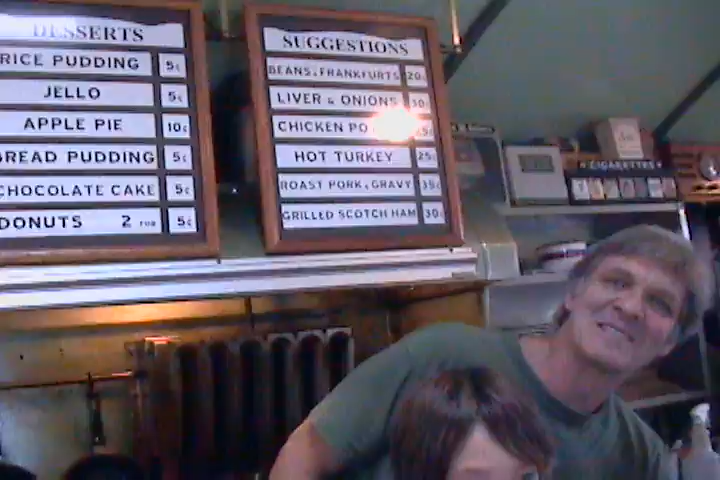 DESSERTS
RICE PUDDING 5¢
JELLO 5¢
APPLE PIE 10¢
BREAD PUDDING 5¢
CHOCOLATE CAKE 5¢
DONUTS 2 FOR 5¢
SUGGESTIONS
BEANS & FRANKFURTS 20¢
LIVER & ONIONS 30¢
CHICKEN
HOT TURKEY 25¢
ROAST PORK & GRAVY 35¢
GRILLED SCOTCH HAM 30¢
CIGARETTES